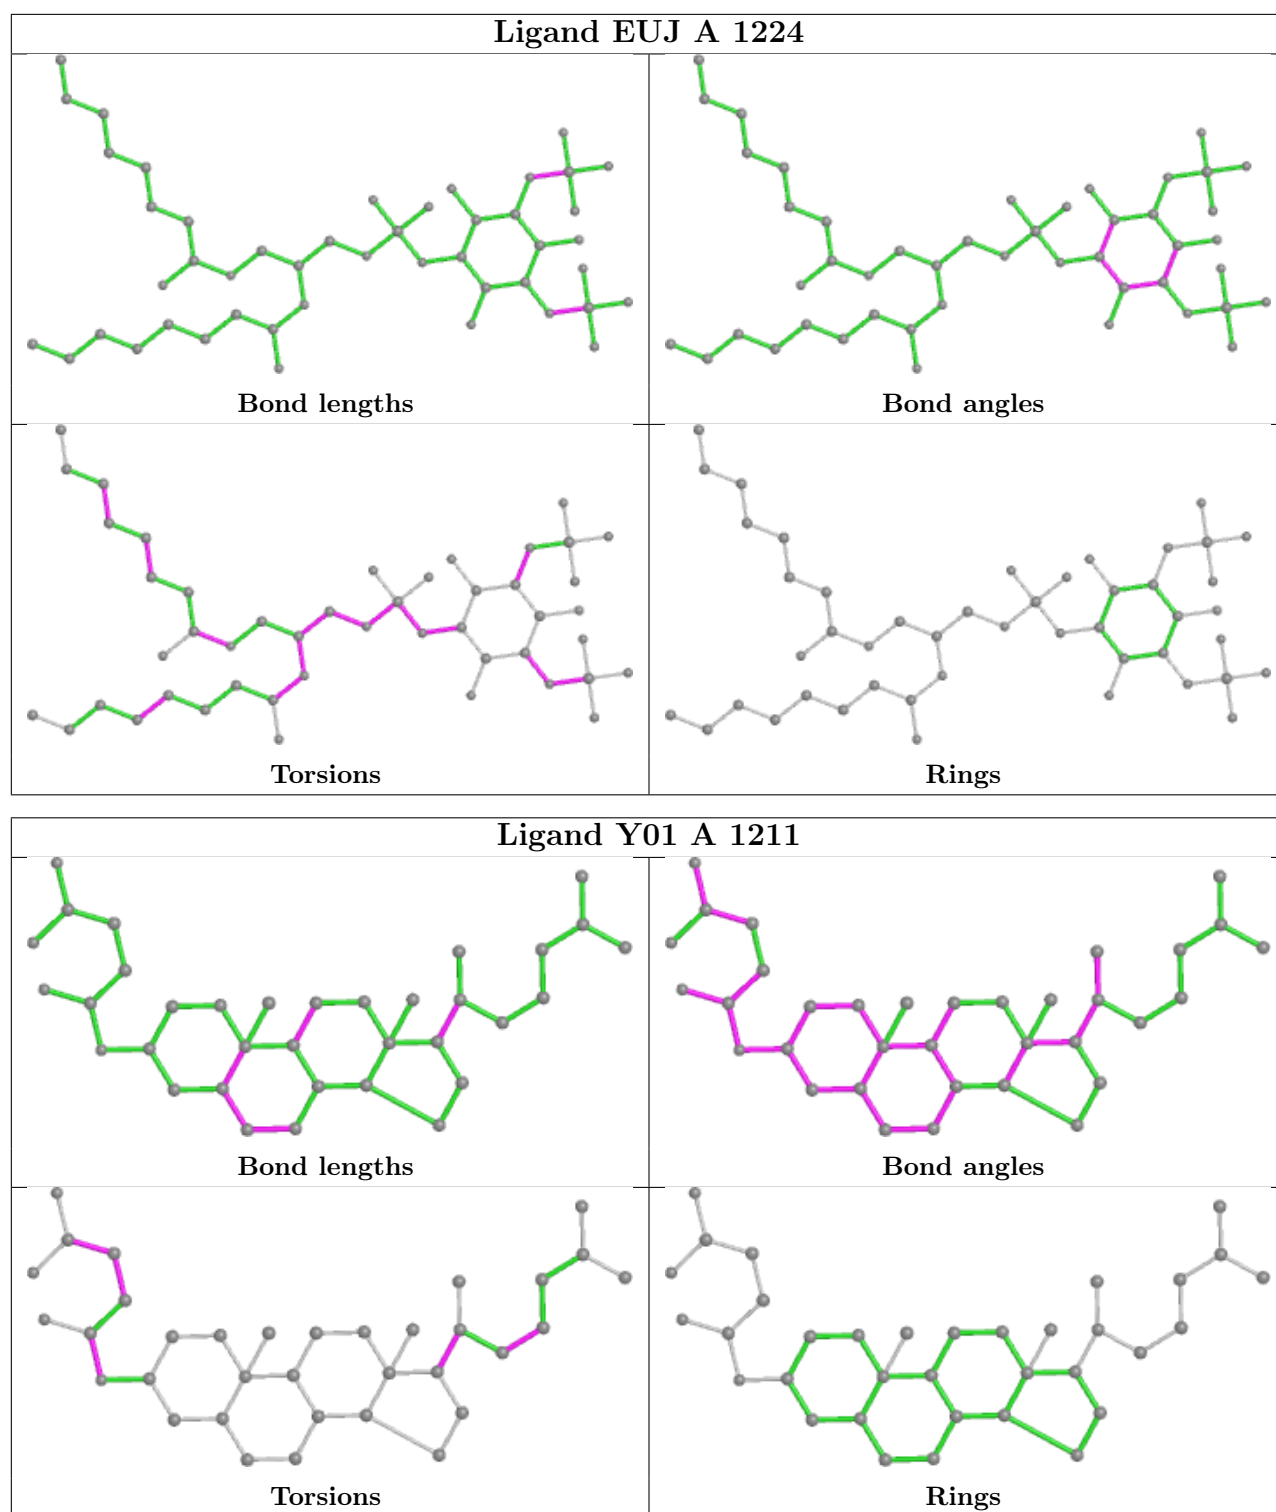 Ligand EUJ A 1224
Bond lengths
Bond angles
Torsions
Rings
Ligand Y01 A 1211
Bond lengths
Bond angles
Torsions
Rings